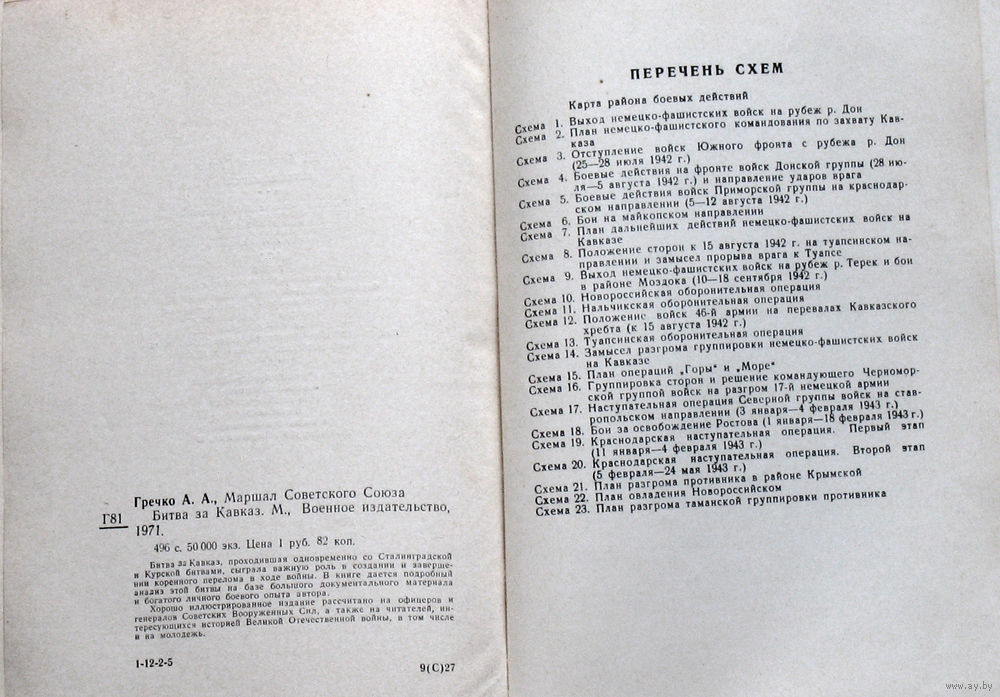 Гречко А. А., Маршал Советского Союза
Г81
Битва за Кавказ. М., Военное издательство,
1971.
496 с. 50 000 экз. Цена 1 руб. 82 коп.
Битва за Кавказ, проходившая одновременно со Сталинградской
и Курской битвами, сыграла важную роль в создании и заверше-
нии коренного перелома в ходе войны. В книге дается подробный
анализ этой битвы на базе большого документального материала
и богатого личного боевого опыта автора.
Хорошо иллюстрированное издание рассчитано на офицеров и
генералов Советских Вооруженных Сил, а также на читателей, ин-
тересующихся историей Великой Отечественной войны, в том числе
и на молодежь.
1-12-2-5
9(С)27
ПЕРЕЧЕНЬ СХЕМ
Карта района боевых действий
Схема 1. Выход немецко-фашистских войск на рубеж р. Дон
Схема 2. План немецко-фашистского командования по захвату Кав-
каза
Схема 3. Отступление войск Южного фронта с рубежа р. Дон
(25—28 июля 1942 г.)
Схема 4. Боевые действия на фронте войск Донской группы (28 ию-
ля—5 августа 1942 г.) и направление ударов врага
Схема 5. Боевые действия войск Приморской группы на краснодар-
ском направлении (5—12 августа 1942 г.)
Схема 6. Бои на майкопском направлении
Схема 7. План дальнейших действий немецко-фашистских войск на
Кавказе
Схема 8. Положение сторон к 15 августа 1942 г. на туапсинском на-
правлении и замысел прорыва врага к Туапсе
Схема 9. Выход немецко-фашистских войск на рубеж р. Терек и бои
в районе Моздока (10—18 сентября 1942 г.)
Схема 10. Новороссийская оборонительная операция
Схема 11. Нальчикская оборонительная операция
Схема 12. Положение войск 46-й армии на перевалах Кавказского
хребта (к 15 августа 1942 г.)
Схема 13. Туапсинская оборонительная операция
Схема 14. Замысел разгрома группировки немецко-фашистских войск
на Кавказе
Схема 15. План операций „Горы“ и „Море“
Схема 16. Группировка сторон и решение командующего Черномор-
ской группой войск на разгром 17-й немецкой армии
Схема 17. Наступательная операция Северной группы войск на став-
ропольском направлении (3 января—4 февраля 1943 г.)
Схема 18. Бои за освобождение Ростова (1 января—18 февраля 1943 г.)
Схема 19. Краснодарская наступательная операция. Первый этап
(11 января—4 февраля 1943 г.)
Схема 20. Краснодарская наступательная операция. Второй этап
(5 февраля—24 мая 1943 г.)
Схема 21. План разгрома противника в районе Крымской
Схема 22. План овладения Новороссийском
Схема 23. План разгрома таманской группировки противника
www.ay.by